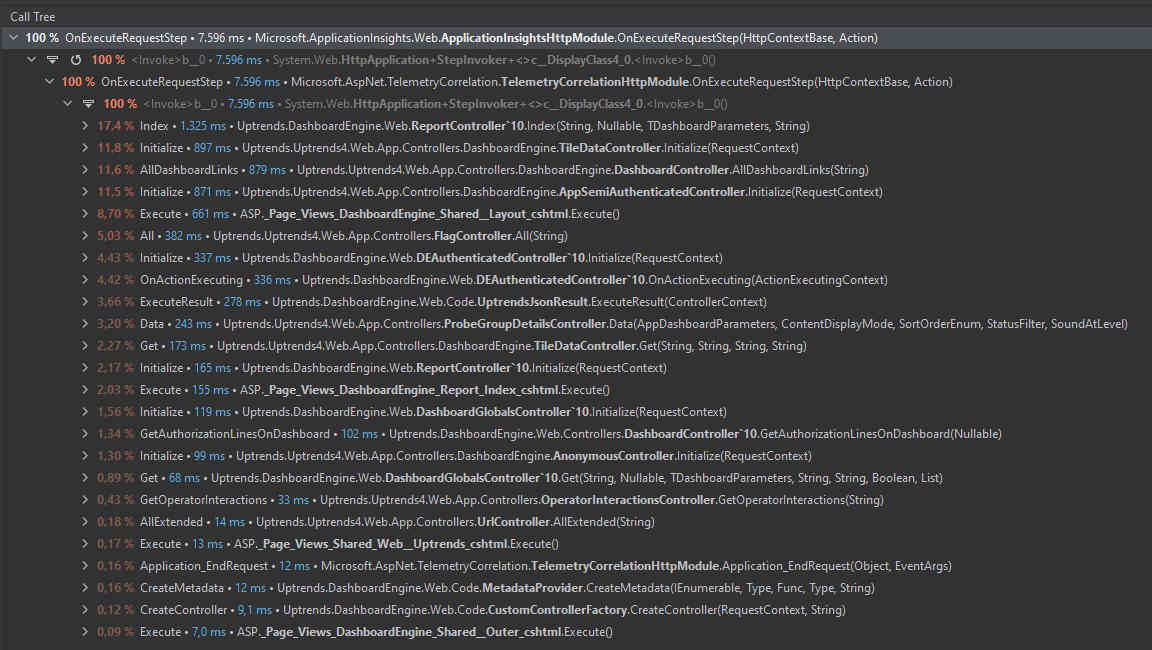 Call Tree
100 % OnExecuteRequestStep • 7.596 ms • Microsoft.ApplicationInsights.Web.ApplicationInsightsHttpModule.OnExecuteRequestStep(HttpContextBase, Action)
100 % <Invoke>b__0 • 7.596 ms • System.Web.HttpApplication+StepInvoker+<>c__DisplayClass4_0.<Invoke>b__0()
100 % OnExecuteRequestStep • 7.596 ms • Microsoft.AspNet.TelemetryCorrelation.TelemetryCorrelationHttpModule.OnExecuteRequestStep(HttpContextBase, Action)
100 % <Invoke>b__0 • 7.596 ms • System.Web.HttpApplication+StepInvoker+<>c__DisplayClass4_0.<Invoke>b__0()
17,4 % Index • 1.325 ms • Uptrends.DashboardEngine.Web.ReportController`10.Index(String, Nullable, TDashboardParameters, String)
11,8 % Initialize • 897 ms • Uptrends.Uptrends4.Web.App.Controllers.DashboardEngine.TileDataController.Initialize(RequestContext)
11,6 % AllDashboardLinks • 879 ms • Uptrends.Uptrends4.Web.App.Controllers.DashboardEngine.DashboardController.AllDashboardLinks(String)
11,5 % Initialize • 871 ms • Uptrends.Uptrends4.Web.App.Controllers.DashboardEngine.AppSemiAuthenticatedController.Initialize(RequestContext)
8,70 % Execute • 661 ms • ASP._Page_Views_DashboardEngine_Shared__Layout_cshtml.Execute()
5,03 % All • 382 ms • Uptrends.Uptrends4.Web.App.Controllers.FlagController.All(String)
4,43 % Initialize • 337 ms • Uptrends.DashboardEngine.Web.DEAuthenticatedController`10.Initialize(RequestContext)
4,42 % OnActionExecuting • 336 ms • Uptrends.DashboardEngine.Web.DEAuthenticatedController`10.OnActionExecuting(ActionExecutingContext)
3,66 % ExecuteResult • 278 ms • Uptrends.DashboardEngine.Web.Code.UptrendsJsonResult.ExecuteResult(ControllerContext)
3,20 % Data • 243 ms • Uptrends.Uptrends4.Web.App.Controllers.ProbeGroupDetailsController.Data(AppDashboardParameters, ContentDisplayMode, SortOrderEnum, StatusFilter, SoundAtLevel)
2,27 % Get • 173 ms • Uptrends.Uptrends4.Web.App.Controllers.DashboardEngine.TileDataController.Get(String, String, String, String)
2,17 % Initialize • 165 ms • Uptrends.DashboardEngine.Web.ReportController`10.Initialize(RequestContext)
2,03 % Execute • 155 ms • ASP._Page_Views_DashboardEngine_Report_Index_cshtml.Execute()
1,56 % Initialize • 119 ms • Uptrends.DashboardEngine.Web.DashboardGlobalsController`10.Initialize(RequestContext)
1,34 % GetAuthorizationLinesOnDashboard • 102 ms • Uptrends.DashboardEngine.Web.Controllers.DashboardController`10.GetAuthorizationLinesOnDashboard(Nullable)
1,30 % Initialize • 99 ms • Uptrends.Uptrends4.Web.App.Controllers.DashboardEngine.AnonymousController.Initialize(RequestContext)
0,89 % Get • 68 ms • Uptrends.DashboardEngine.Web.DashboardGlobalsController`10.Get(String, Nullable, TDashboardParameters, String, String, Boolean, List)
0,43 % GetOperatorInteractions • 33 ms • Uptrends.Uptrends4.Web.App.Controllers.OperatorInteractionsController.GetOperatorInteractions(String)
0,18 % AllExtended • 14 ms • Uptrends.Uptrends4.Web.App.Controllers.UrlController.AllExtended(String)
0,17 % Execute • 13 ms • ASP._Page_Views_Shared_Web__Uptrends_cshtml.Execute()
0,16 % Application_EndRequest • 12 ms • Microsoft.AspNet.TelemetryCorrelation.TelemetryCorrelationHttpModule.Application_EndRequest(Object, EventArgs)
0,16 % CreateMetadata • 12 ms • Uptrends.DashboardEngine.Web.Code.MetadataProvider.CreateMetadata(IEnumerable, Type, Func, Type, String)
0,12 % CreateController • 9,1 ms • Uptrends.DashboardEngine.Web.Code.CustomControllerFactory.CreateController(RequestContext, String)
0,09 % Execute • 7,0 ms • ASP._Page_Views_DashboardEngine_Shared__Outer_cshtml.Execute()